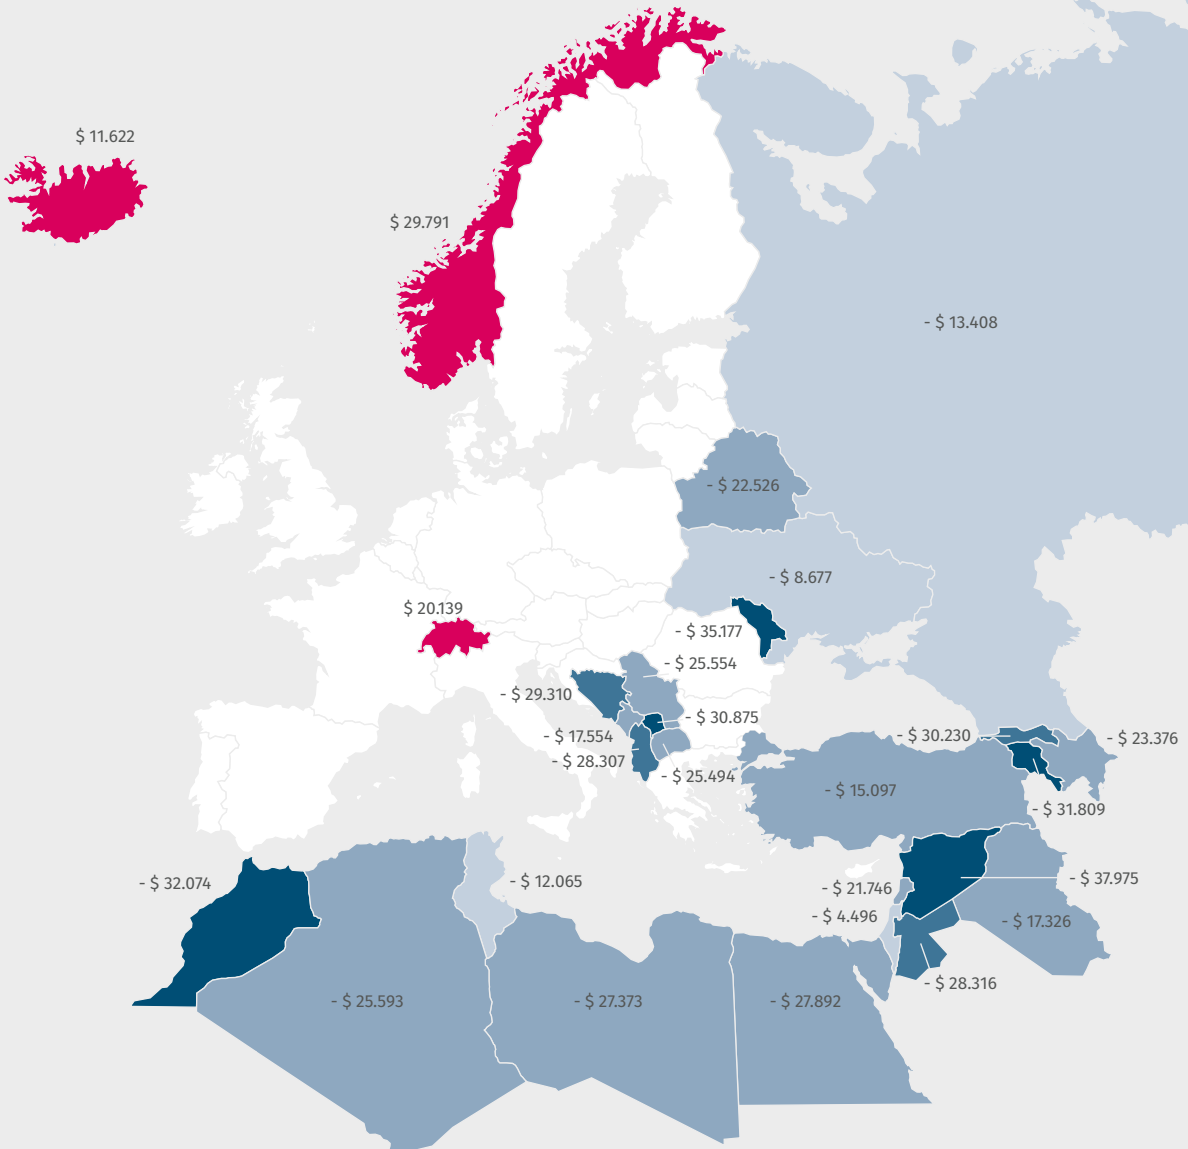 $ 11.622
$ 29.791
- $ 13.408
- $ 22.526
- $ 8.677
$ 20.139
- $ 35.177
- $ 25.554
- $ 29.310
- $ 30.875
- $ 17.554
- $ 30.230
- $ 23.376
- $ 28.307
- $ 25.494
- $ 15.097
- $ 31.809
- $ 32.074
- $ 12.065
- $ 21.746
- $ 37.975
- $ 4.496
- $ 17.326
- $ 28.316
- $ 25.593
- $ 27.373
- $ 27.892